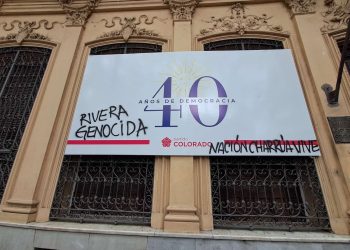 40
AÑOS DE DEMOCRACIA
RIVERA
GENOCIDA
PARTIDO
COLORADO
NACIÓN CHARRÚA VIVE